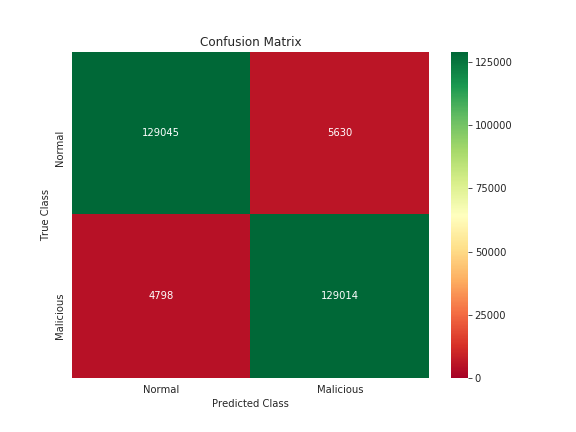 Confusion Matrix
True Class
Normal
129045
5630
Malicious
4798
129014
Normal
Malicious
Predicted Class
125000
100000
75000
50000
25000
0